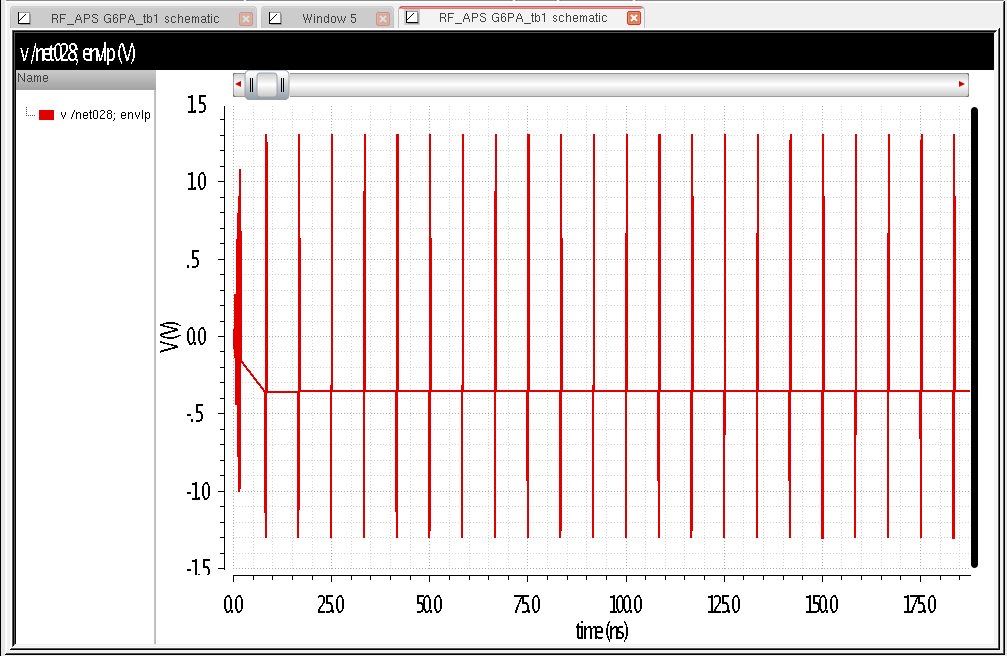 RF_APS G6PA_tb1 schematic
Window 5
RF_APS G6PA_tb1 schematic
v /net028; envlp (V)
Name
v /net028; envlp
1.5
1.0
.5
0.0
-.5
-1.0
-1.5
V (V)
0.0 25.0 50.0 75.0 100.0 125.0 150.0 175.0
time (ns)